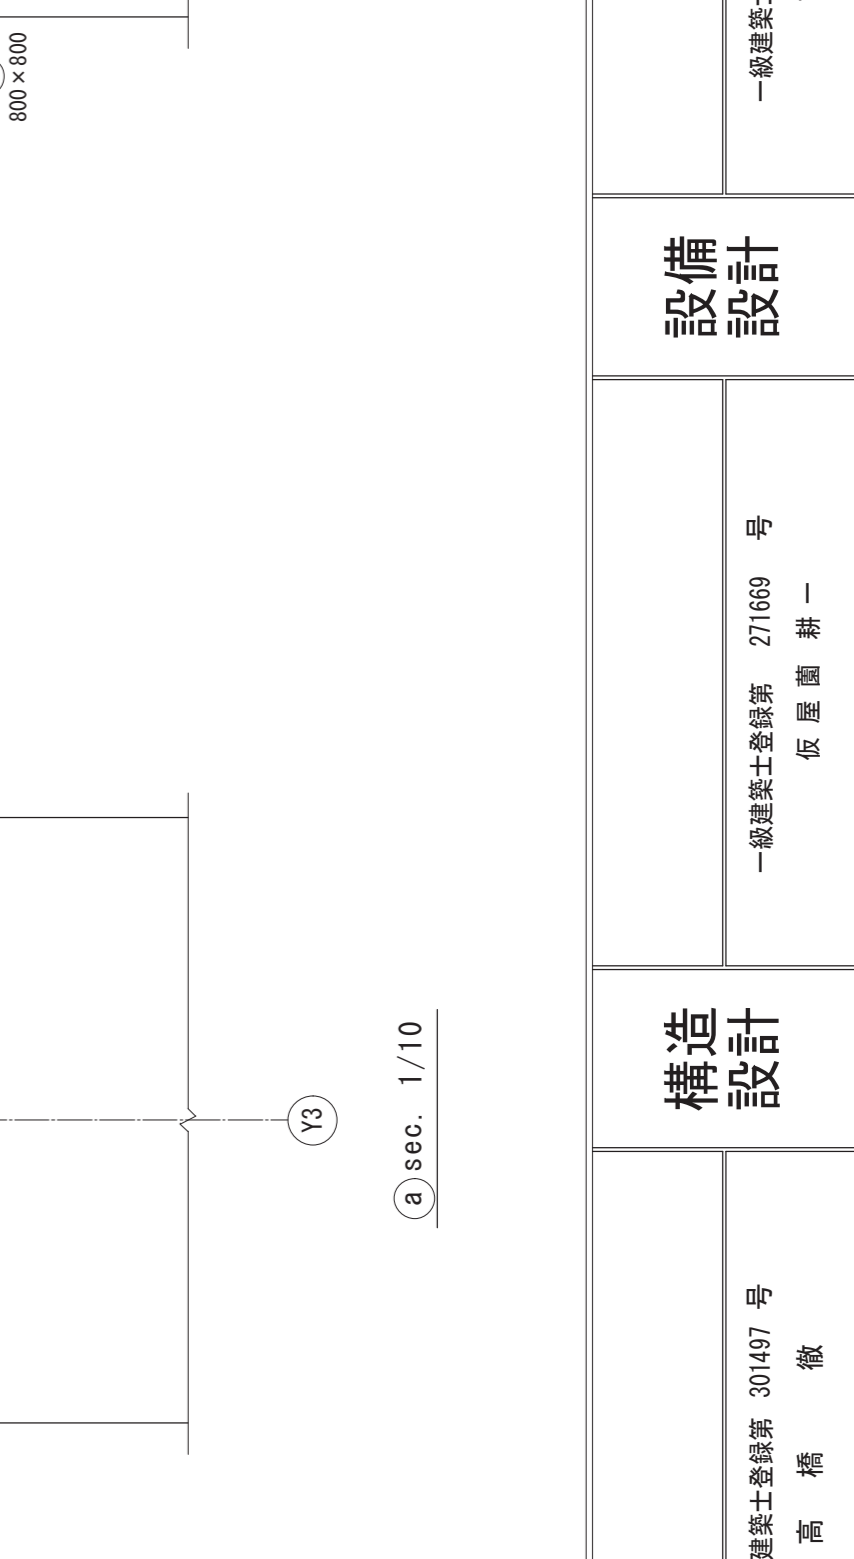 800×800
Y3
a sec. 1/10
建築士登録第 301497 号
高橋 徹
構造
設計
一級建築士登録第 271669 号
仮屋薗 耕一
設備
設計
一級建築士